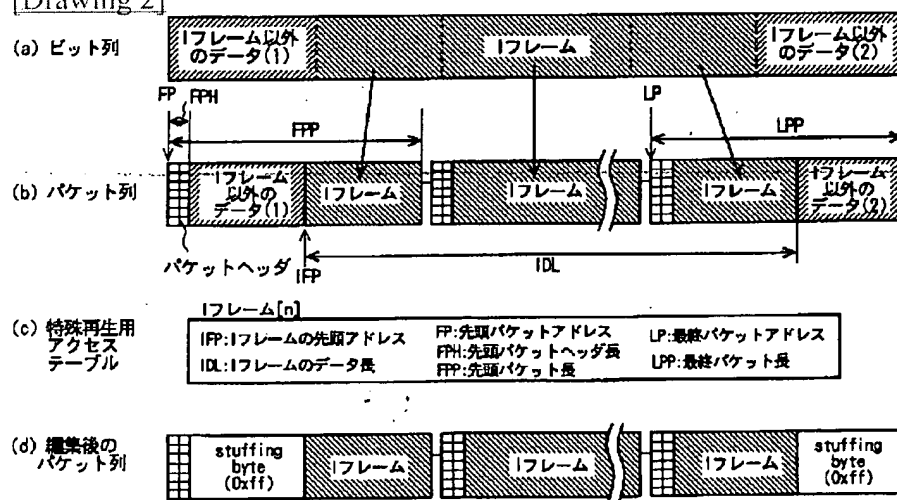 [Drawing 2]
(a) ビット列
Iフレーム以外
のデータ(1)
Iフレーム
Iフレーム以外
のデータ(2)
FP
FPH
FPP
LP
LPP
(b) パケット列
Iフレーム
以外の
データ(1)
Iフレーム
Iフレーム
Iフレーム
Iフレーム
以外の
データ(2)
パケットヘッダ
IFP
IDL
(c) 特殊再生用
アクセス
テーブル
Iフレーム[n]
IFP:Iフレームの先頭アドレス
FP:先頭パケットアドレス
LP:最終パケットアドレス
IDL:Iフレームのデータ長
FPH:先頭パケットヘッダ長
FPP:先頭パケット長
LPP:最終パケット長
(d) 編集後の
パケット列
stuffing
byte
(0xff)
Iフレーム
Iフレーム
Iフレーム
stuffing
byte
(0xff)